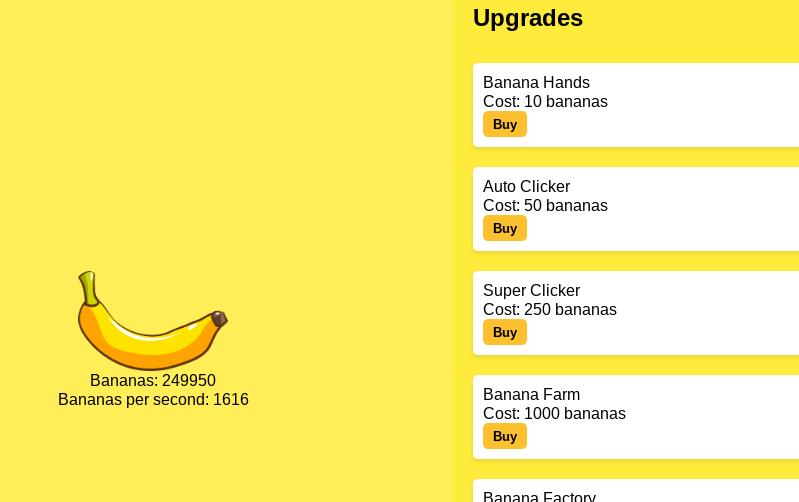 Upgrades
Banana Hands
Cost: 10 bananas
Buy
Auto Clicker
Cost: 50 bananas
Buy
Super Clicker
Cost: 250 bananas
Buy
Banana Farm
Cost: 1000 bananas
Buy
Banana Factory
Bananas: 249950
Bananas per second: 1616